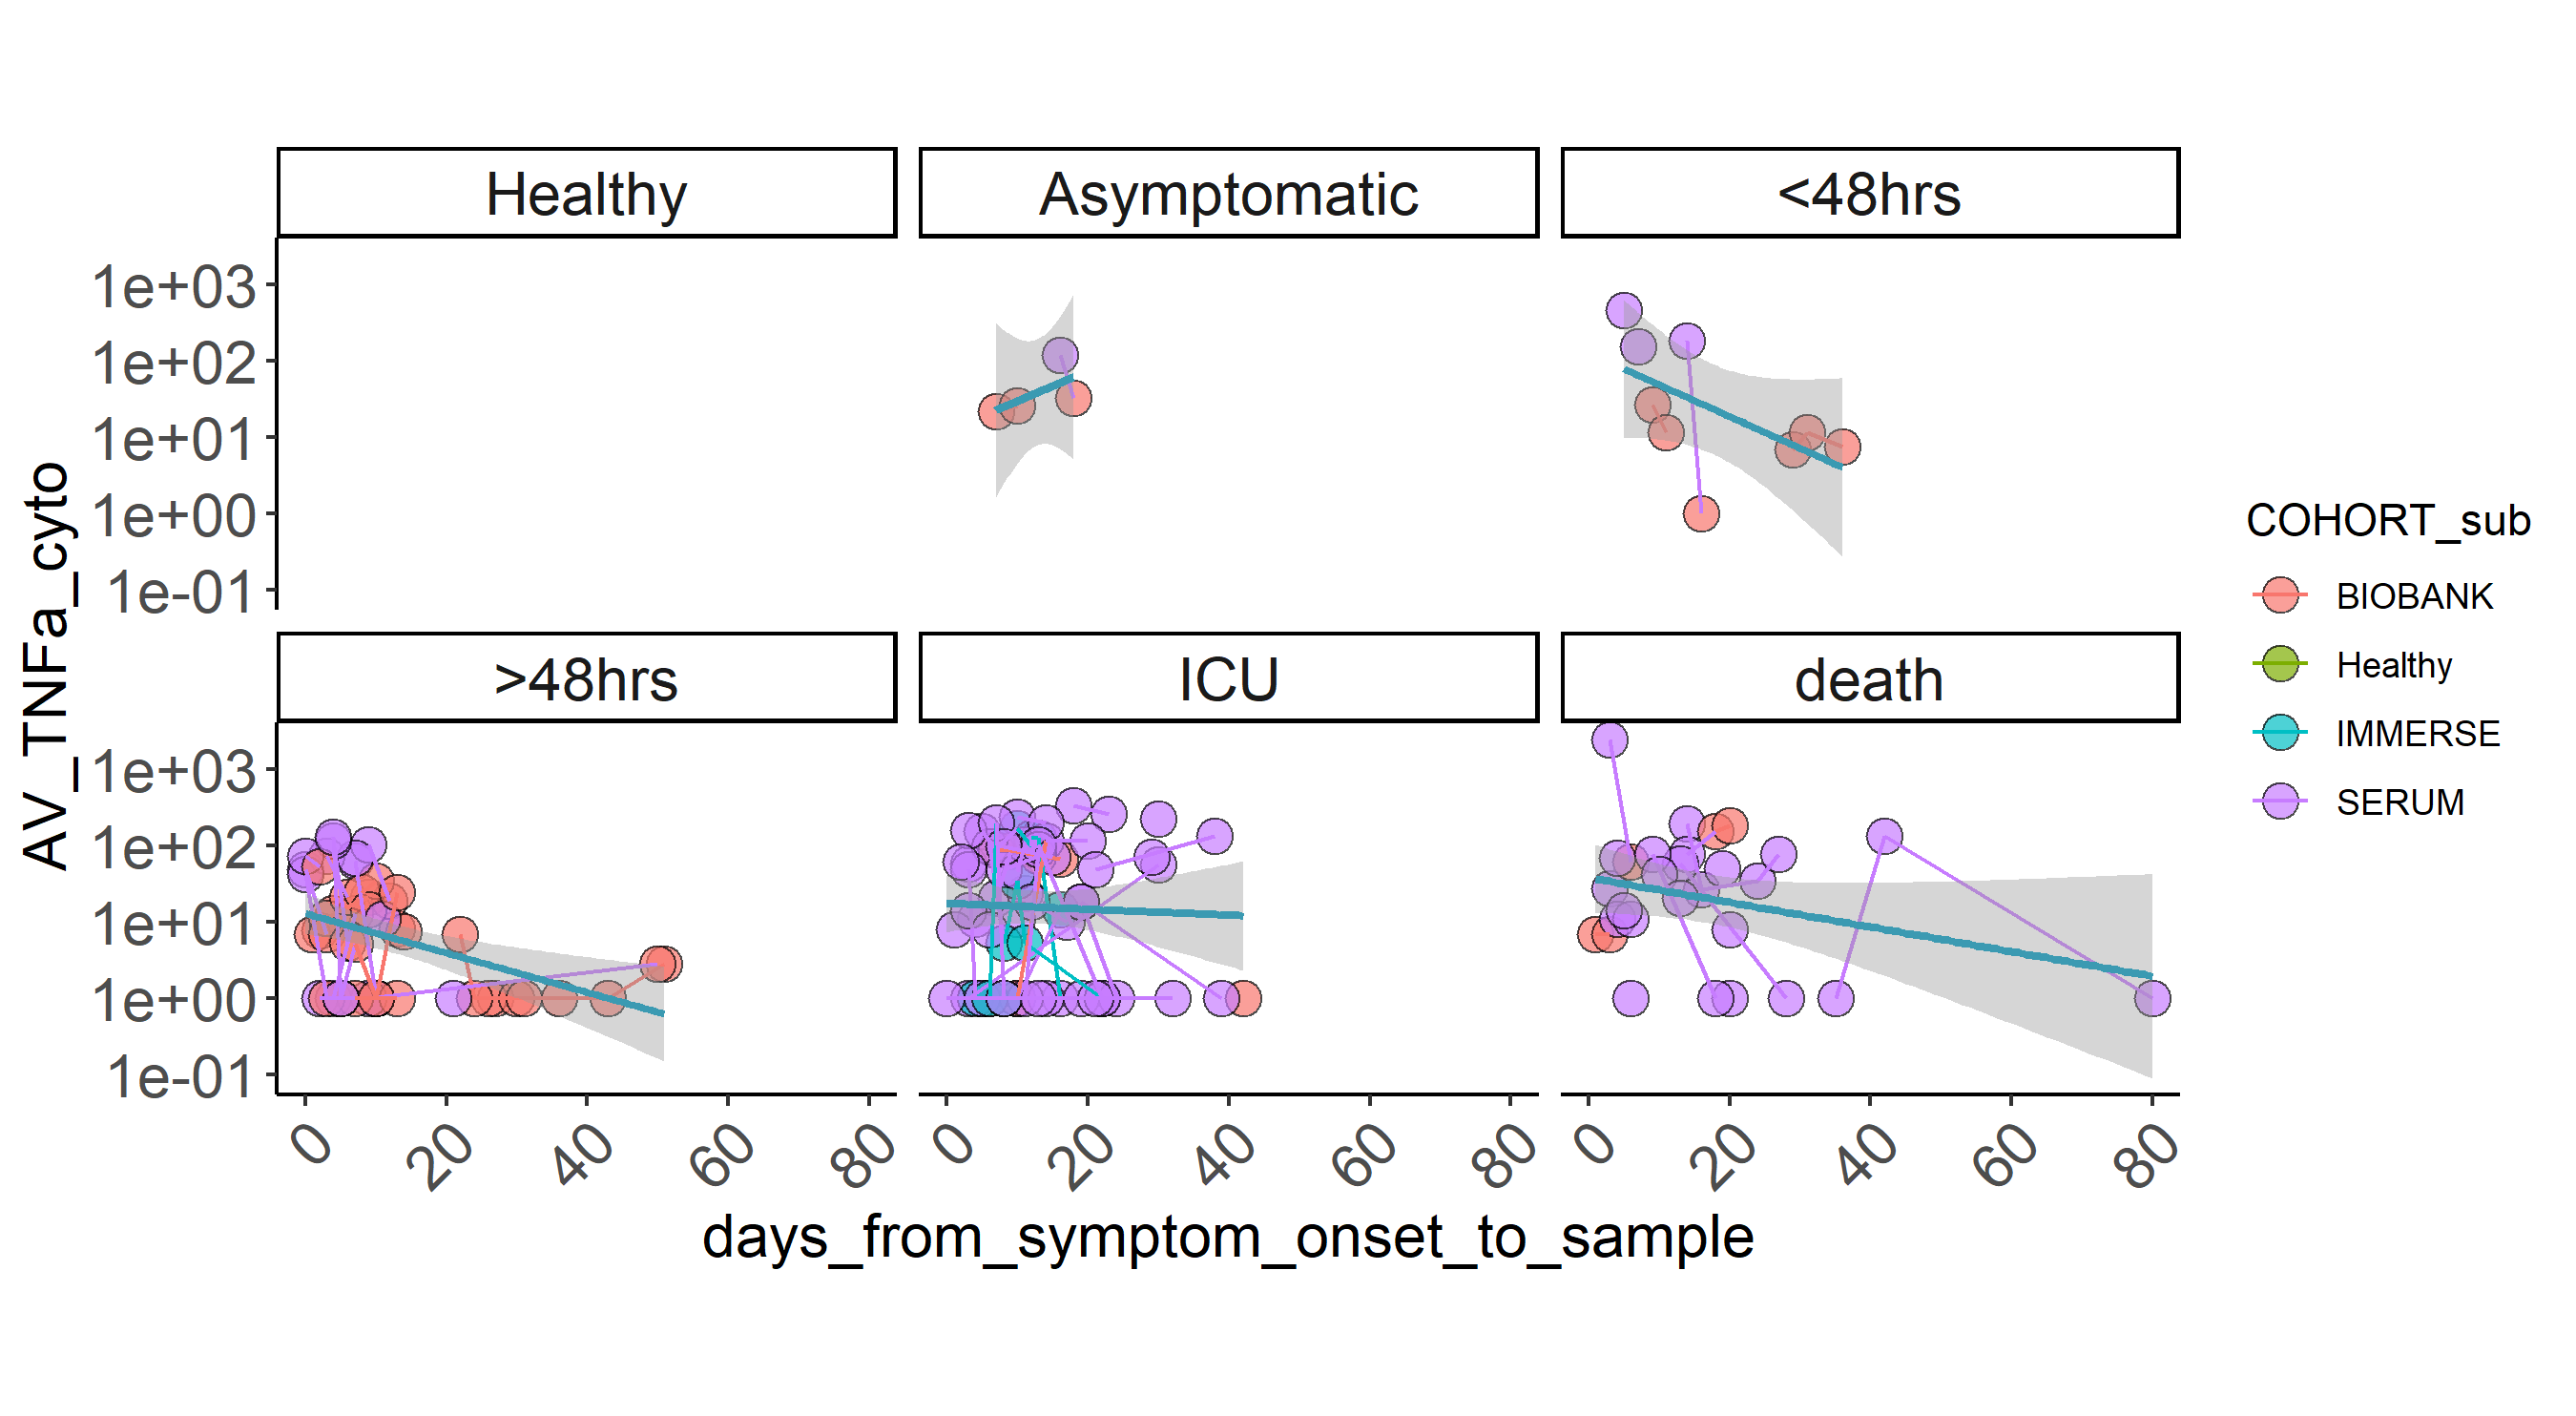 Healthy
Asymptomatic
<48hrs
1e+03
1e+02
1e+01
1e+00
1e-01
>48hrs
ICU
death
1e+03
1e+02
1e+01
1e+00
1e-01
0 20 40 60 80
0 20 40 60 80
0 20 40 60 80
days_from_symptom_onset_to_sample
AV_TNFa_cyto
COHORT_sub
BIOBANK
Healthy
IMMERSE
SERUM